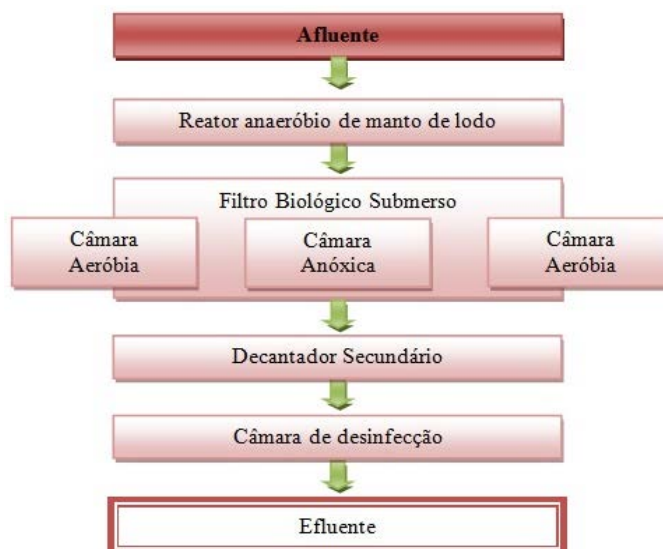 Afluente
Reator anaeróbio de manto de lodo
Filtro Biológico Submerso
Câmara
Aeróbia
Câmara
Anóxica
Câmara
Aeróbia
Decantador Secundário
Câmara de desinfecção
Efluente